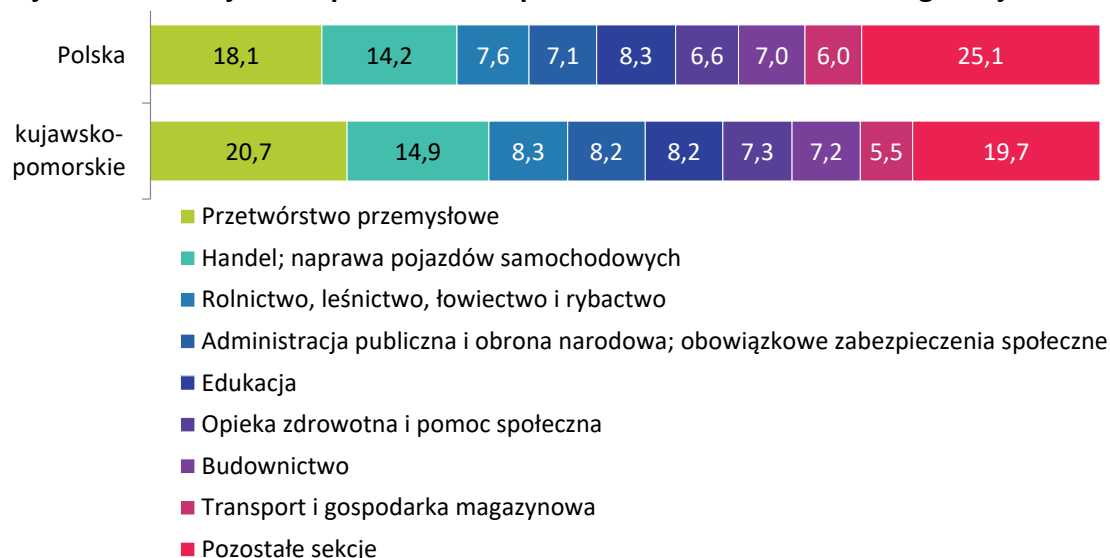 Polska
18,1 14,2 7,6 7,1 8,3 6,6 7,0 6,0 25,1
kujawsko-
pomorskie
20,7 14,9 8,3 8,2 8,2 7,3 7,2 5,5 19,7
Przetwórstwo przemysłowe
Handel; naprawa pojazdów samochodowych
Rolnictwo, leśnictwo, łowiectwo i rybactwo
Administracja publiczna i obrona narodowa; obowiązkowe zabezpieczenia społeczne
Edukacja
Opieka zdrowotna i pomoc społeczna
Budownictwo
Transport i gospodarka magazynowa
Pozostałe sekcje